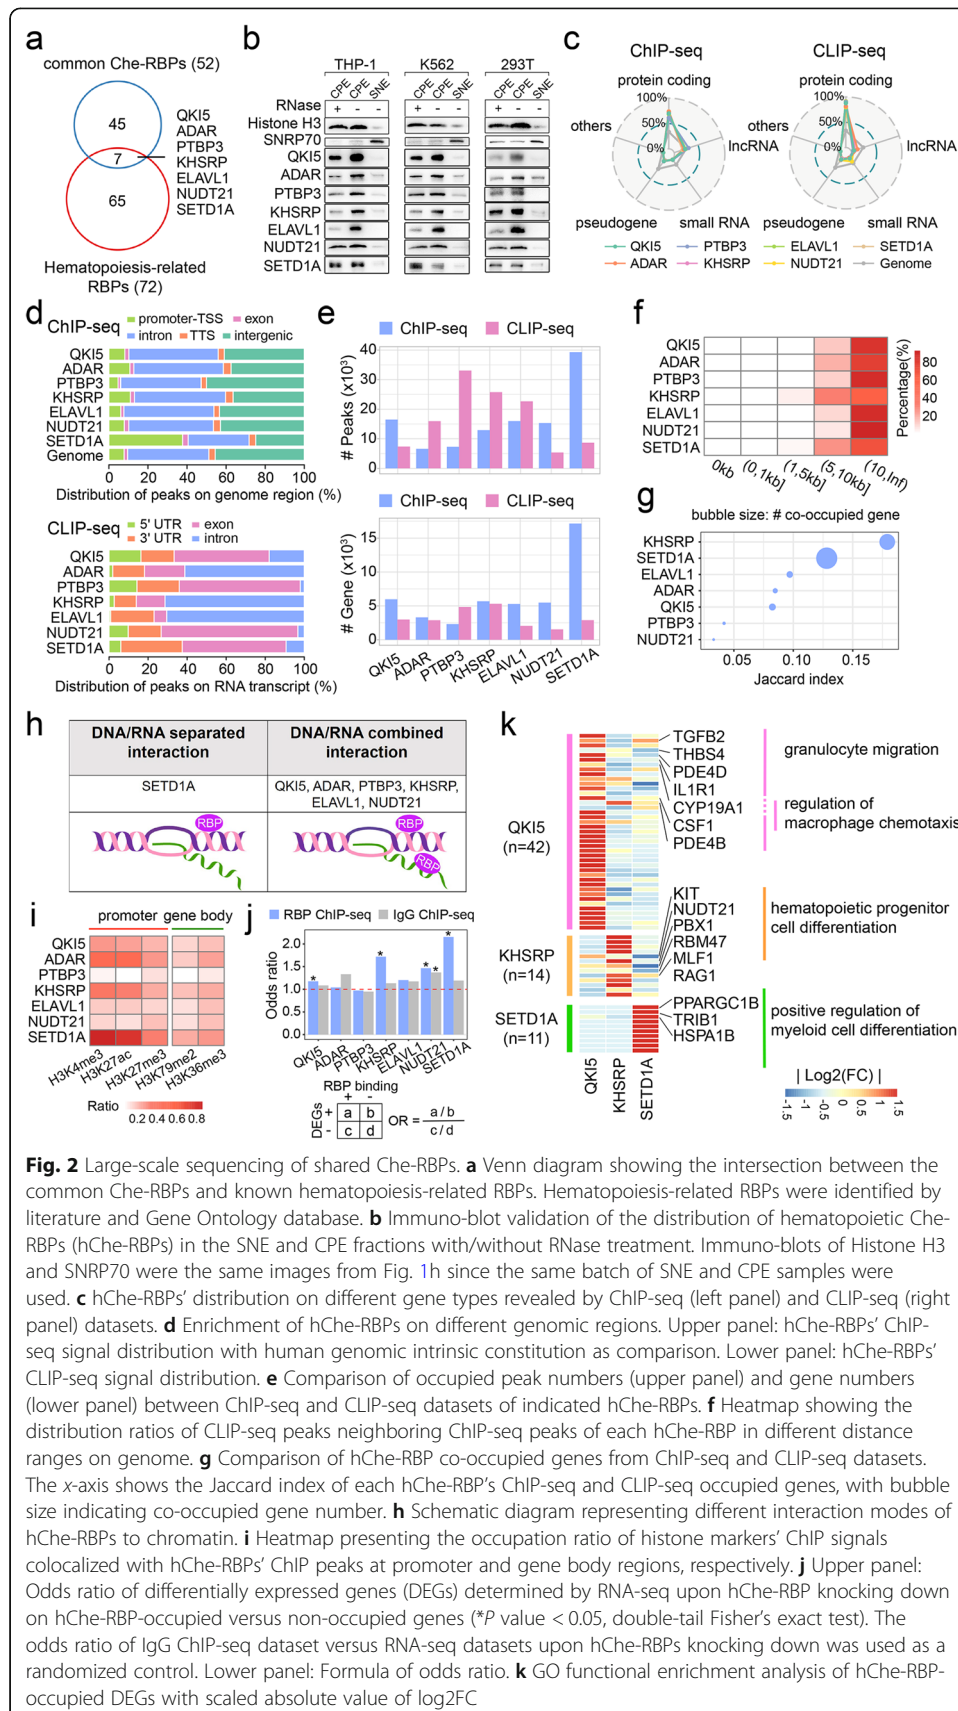 a
common Che-RBPs (52)
45
7
65
QKI5
ADAR
PTBP3
KHSRP
ELAVL1
NUDT21
SETD1A
Hematopoiesis-related
RBPs (72)
b
THP-1 K562 293T
CPE CPE SNE CPE CPE SNE CPE CPE SNE
RNase + - + - + -
Histone H3
SNRP70
QKI5
ADAR
PTBP3
KHSRP
ELAVL1
NUDT21
SETD1A
c
ChIP-seq CLIP-seq
protein coding protein coding
100% 100%
50% 50%
0% 0%
others lncRNA others lncRNA
pseudogene small RNA pseudogene small RNA
QKI5 PTBP3 ELAVL1 SETD1A
ADAR KHSRP NUDT21 Genome
d
ChIP-seq
promoter-TSS exon
intron TTS intergenic
QKI5
ADAR
PTBP3
KHSRP
ELAVL1
NUDT21
SETD1A
Genome
0 20 40 60 80 100
Distribution of peaks on genome region (%)
CLIP-seq
5' UTR exon
3' UTR intron
QKI5
ADAR
PTBP3
KHSRP
ELAVL1
NUDT21
SETD1A
0 20 40 60 80 100
Distribution of peaks on RNA transcript (%)
e
ChIP-seq CLIP-seq
# Peaks (x10³)
40
30
20
10
0
ChIP-seq CLIP-seq
# Gene (x10³)
15
10
5
0
QKI5 ADAR PTBP3 KHSRP ELAVL1 NUDT21 SETD1A
f
QKI5
ADAR
PTBP3
KHSRP
ELAVL1
NUDT21
SETD1A
0kb (0,1kb] (1,5kb] (5,10kb] (10,Inf)
Percentage(%)
80
60
40
20
g
bubble size: # co-occupied gene
KHSRP
SETD1A
ELAVL1
ADAR
QKI5
PTBP3
NUDT21
0.05 0.10 0.15
Jaccard index
h
DNA/RNA separated interaction
DNA/RNA combined interaction
SETD1A
QKI5, ADAR, PTBP3, KHSRP,
ELAVL1, NUDT21
RBP
RBP
RBP
i
promoter gene body
QKI5
ADAR
PTBP3
KHSRP
ELAVL1
NUDT21
SETD1A
H3K4me3 H3K27ac H3K27me3 H3K79me2 H3K36me3
Ratio
0.2 0.4 0.6 0.8
j
RBP ChIP-seq IgG ChIP-seq
Odds ratio
2.0
1.5
1.0
0.5
0.0
* * * * *
QKI5 ADAR PTBP3 KHSRP ELAVL1 NUDT21 SETD1A
RBP binding
+ -
DEGs + a b
- c d
OR = a / b
c / d
k
QKI5
(n=42)
KHSRP
(n=14)
SETD1A
(n=11)
TGFB2
THBS4
PDE4D
IL1R1
CYP19A1
CSF1
PDE4B
KIT
NUDT21
PBX1
RBM47
MLF1
RAG1
PPARGC1B
TRIB1
HSPA1B
granulocyte migration
regulation of
macrophage chemotaxis
hematopoietic progenitor
cell differentiation
positive regulation of
myeloid cell differentiation
QKI5 KHSRP SETD1A
| Log2(FC) |
-1.5 -1 -0.5 0 0.5 1 1.5
Fig. 2 Large-scale sequencing of shared Che-RBPs. a Venn diagram showing the intersection between the
common Che-RBPs and known hematopoiesis-related RBPs. Hematopoiesis-related RBPs were identified by
literature and Gene Ontology database. b Immuno-blot validation of the distribution of hematopoietic Che-
RBPs (hChe-RBPs) in the SNE and CPE fractions with/without RNase treatment. Immuno-blots of Histone H3
and SNRP70 were the same images from Fig. 1h since the same batch of SNE and CPE samples were
used. c hChe-RBPs' distribution on different gene types revealed by ChIP-seq (left panel) and CLIP-seq (right
panel) datasets. d Enrichment of hChe-RBPs on different genomic regions. Upper panel: hChe-RBPs' ChIP-
seq signal distribution with human genomic intrinsic constitution as comparison. Lower panel: hChe-RBPs'
CLIP-seq signal distribution. e Comparison of occupied peak numbers (upper panel) and gene numbers
(lower panel) between ChIP-seq and CLIP-seq datasets of indicated hChe-RBPs. f Heatmap showing the
distribution ratios of CLIP-seq peaks neighboring ChIP-seq peaks of each hChe-RBP in different distance
ranges on genome. g Comparison of hChe-RBP co-occupied genes from ChIP-seq and CLIP-seq datasets.
The x-axis shows the Jaccard index of each hChe-RBP's ChIP-seq and CLIP-seq occupied genes, with bubble
size indicating co-occupied gene number. h Schematic diagram representing different interaction modes of
hChe-RBPs to chromatin. i Heatmap presenting the occupation ratio of histone markers' ChIP signals
colocalized with hChe-RBPs' ChIP peaks at promoter and gene body regions, respectively. j Upper panel:
Odds ratio of differentially expressed genes (DEGs) determined by RNA-seq upon hChe-RBP knocking down
on hChe-RBP-occupied versus non-occupied genes (*P value < 0.05, double-tail Fisher's exact test). The
odds ratio of IgG ChIP-seq dataset versus RNA-seq datasets upon hChe-RBPs knocking down was used as a
randomized control. Lower panel: Formula of odds ratio. k GO functional enrichment analysis of hChe-RBP-
occupied DEGs with scaled absolute value of log2FC